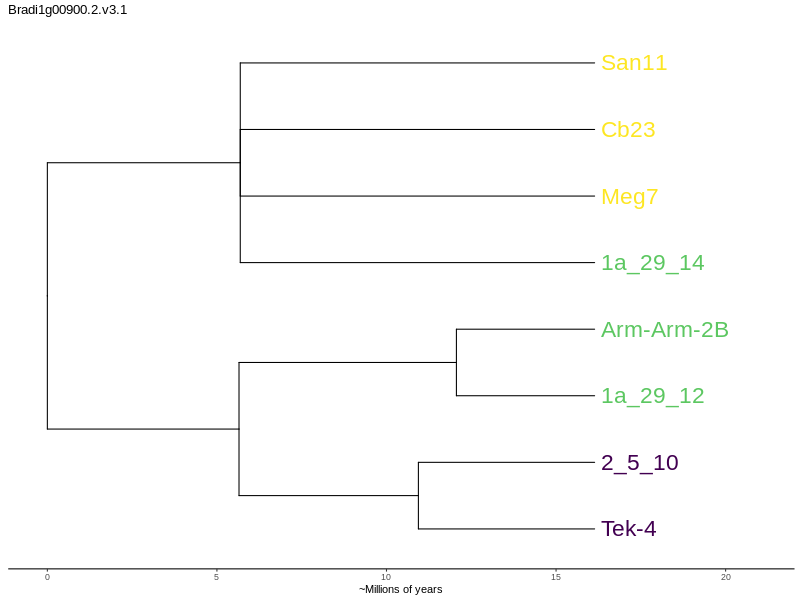 Bradi1g00900.2.v3.1
San11
Cb23
Meg7
1a_29_14
Arm-Arm-2B
1a_29_12
2_5_10
Tek-4
0 5 10 15 20
~Millions of years